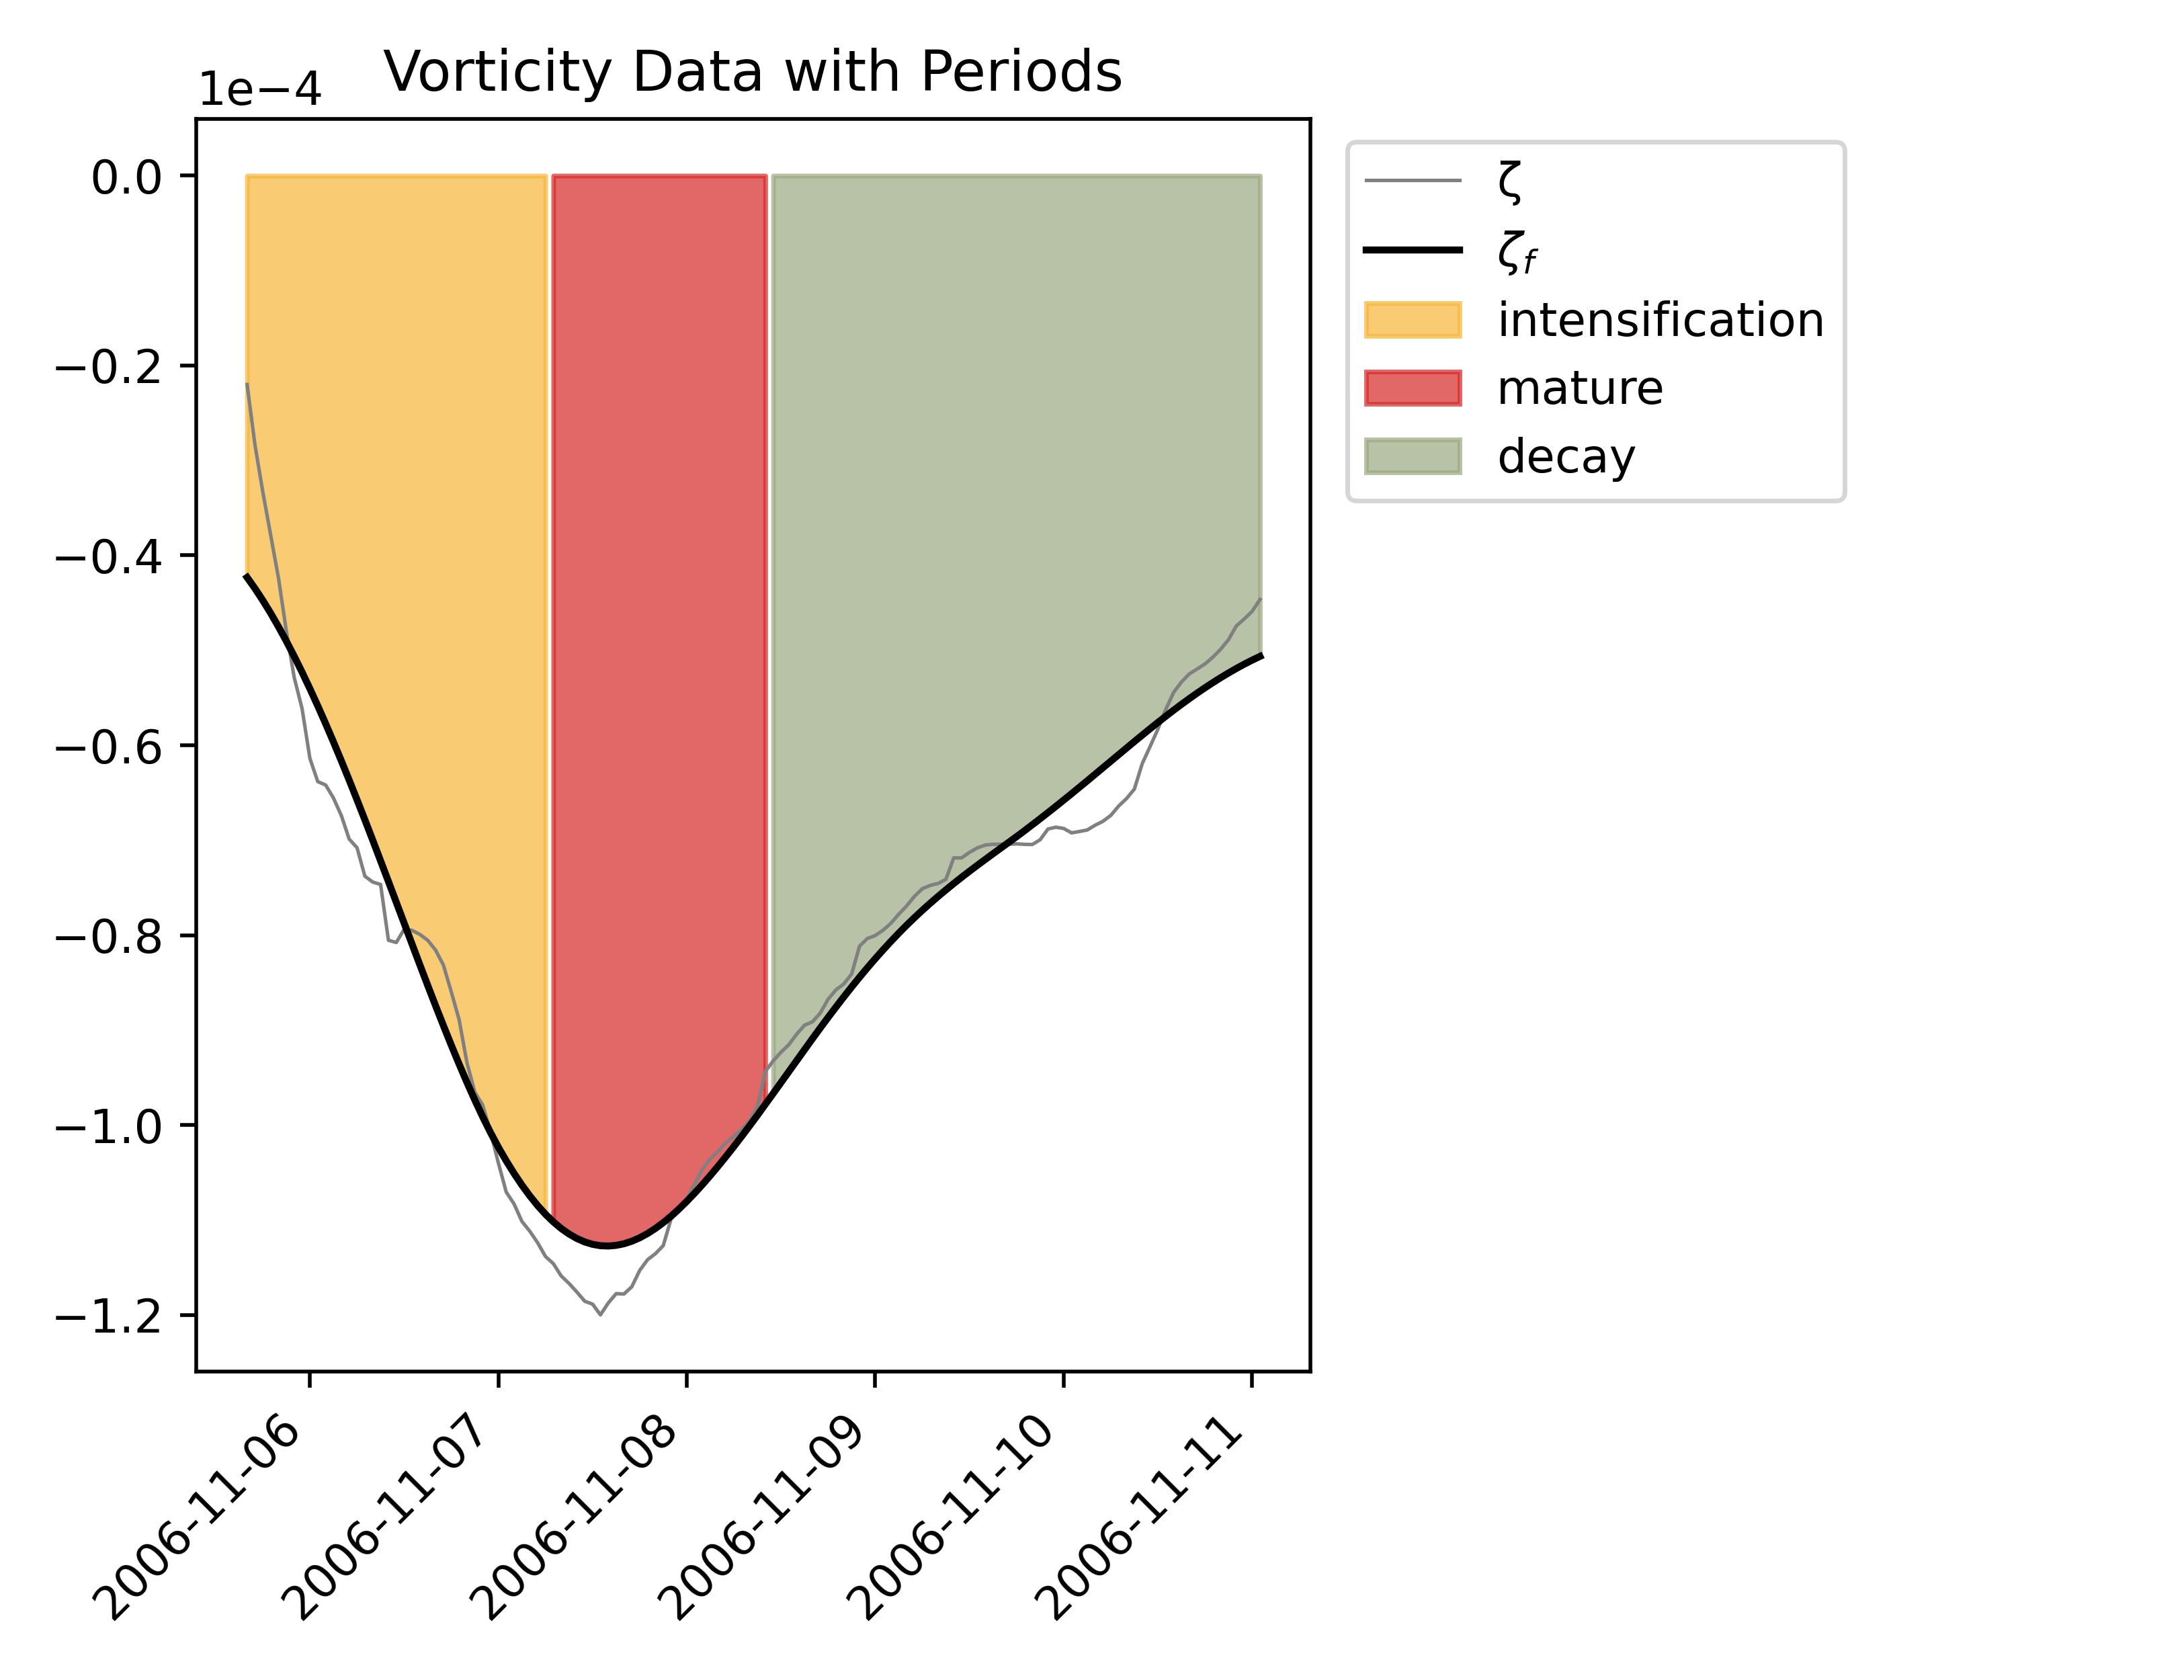 Vorticity Data with Periods
1e−4
0.0
−0.2
−0.4
−0.6
−0.8
−1.0
−1.2
2006-11-06
2006-11-07
2006-11-08
2006-11-09
2006-11-10
2006-11-11
ζ
ζf
intensification
mature
decay